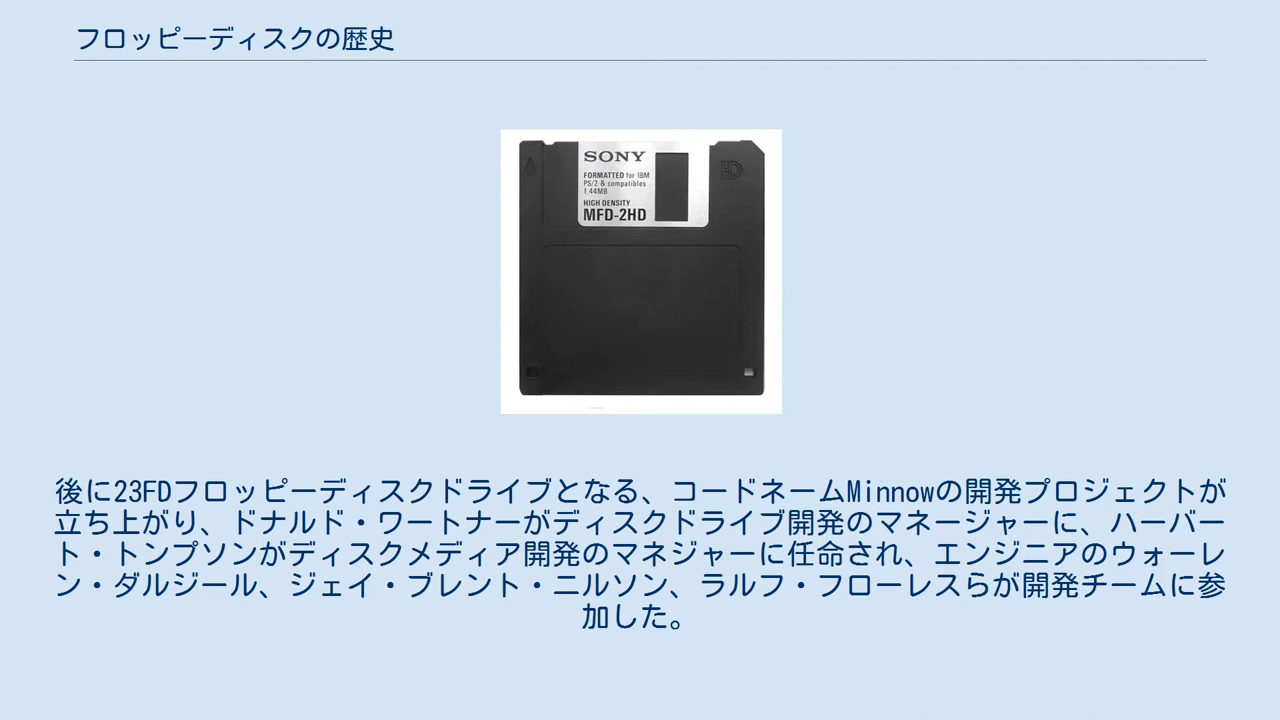 フロッピーディスクの歴史
SONY
FORMATTED for IBM
PS/2 & compatibles
1.44MB
HIGH DENSITY
MFD-2HD
HD
後に23FDフロッピーディスクドライブとなる、コードネームMinnowの開発プロジェクトが
立ち上がり、ドナルド・ワートナーがディスクドライブ開発のマネージャーに、ハーバー
ト・トンプソンがディスクメディア開発のマネジャーに任命され、エンジニアのウォーレ
ン・ダルジール、ジェイ・ブレント・ニルソン、ラルフ・フローレスらが開発チームに参
加した。